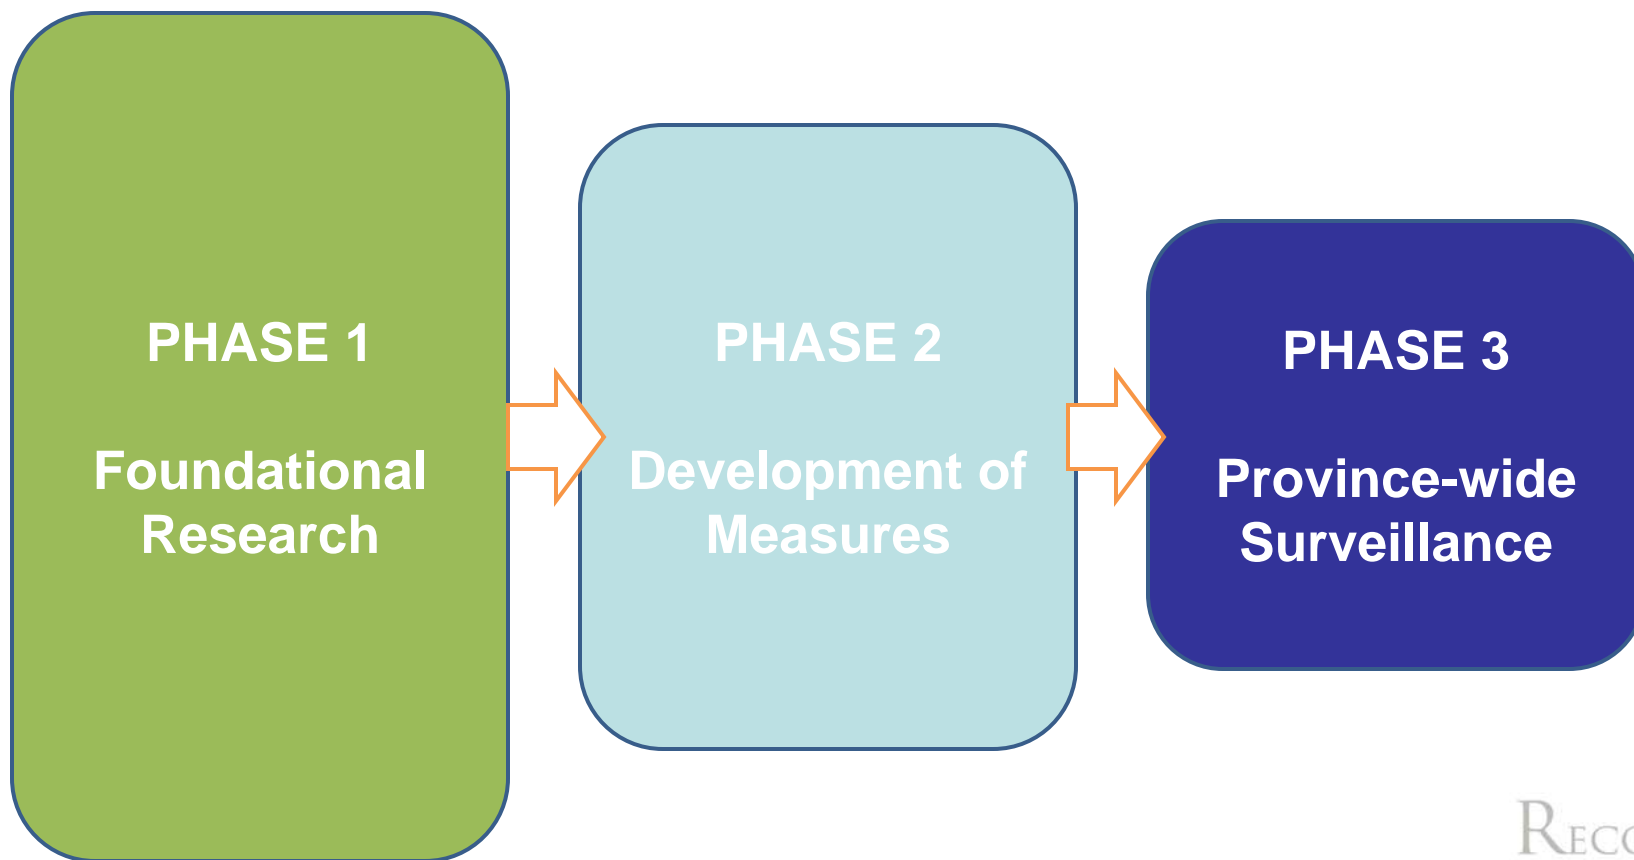 PHASE 1
Foundational
Research
PHASE 2
Development of
Measures
PHASE 3
Province-wide
Surveillance